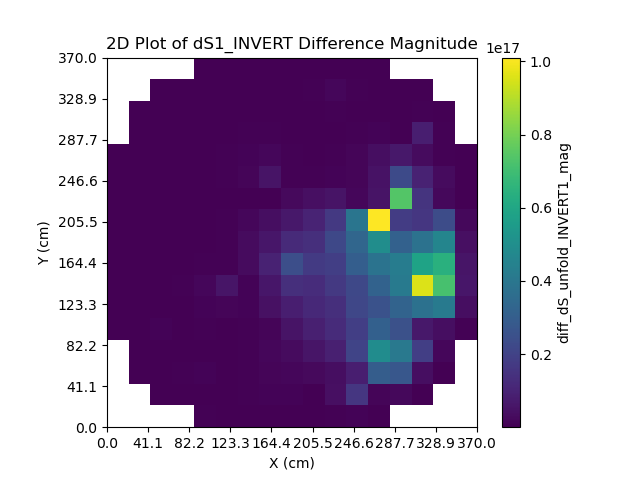 2D Plot of dS1_INVERT Difference Magnitude
1e17
370.0
328.9
287.7
246.6
205.5
164.4
123.3
82.2
41.1
0.0
Y (cm)
0.0 41.1 82.2 123.3 164.4 205.5 246.6 287.7 328.9 370.0
X (cm)
1.0
0.8
0.6
0.4
0.2
diff_dS_unfold_INVERT1_mag